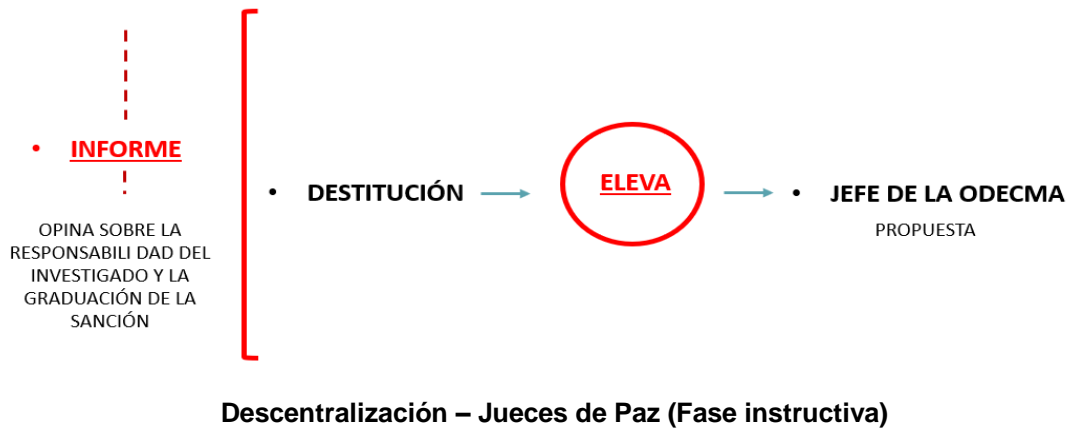 • INFORME
OPINA SOBRE LA
RESPONSABILI DAD DEL
INVESTIGADO Y LA
GRADUACIÓN DE LA
SANCIÓN
• DESTITUCIÓN
ELEVA
• JEFE DE LA ODECMA
PROPUESTA
Descentralización – Jueces de Paz (Fase instructiva)